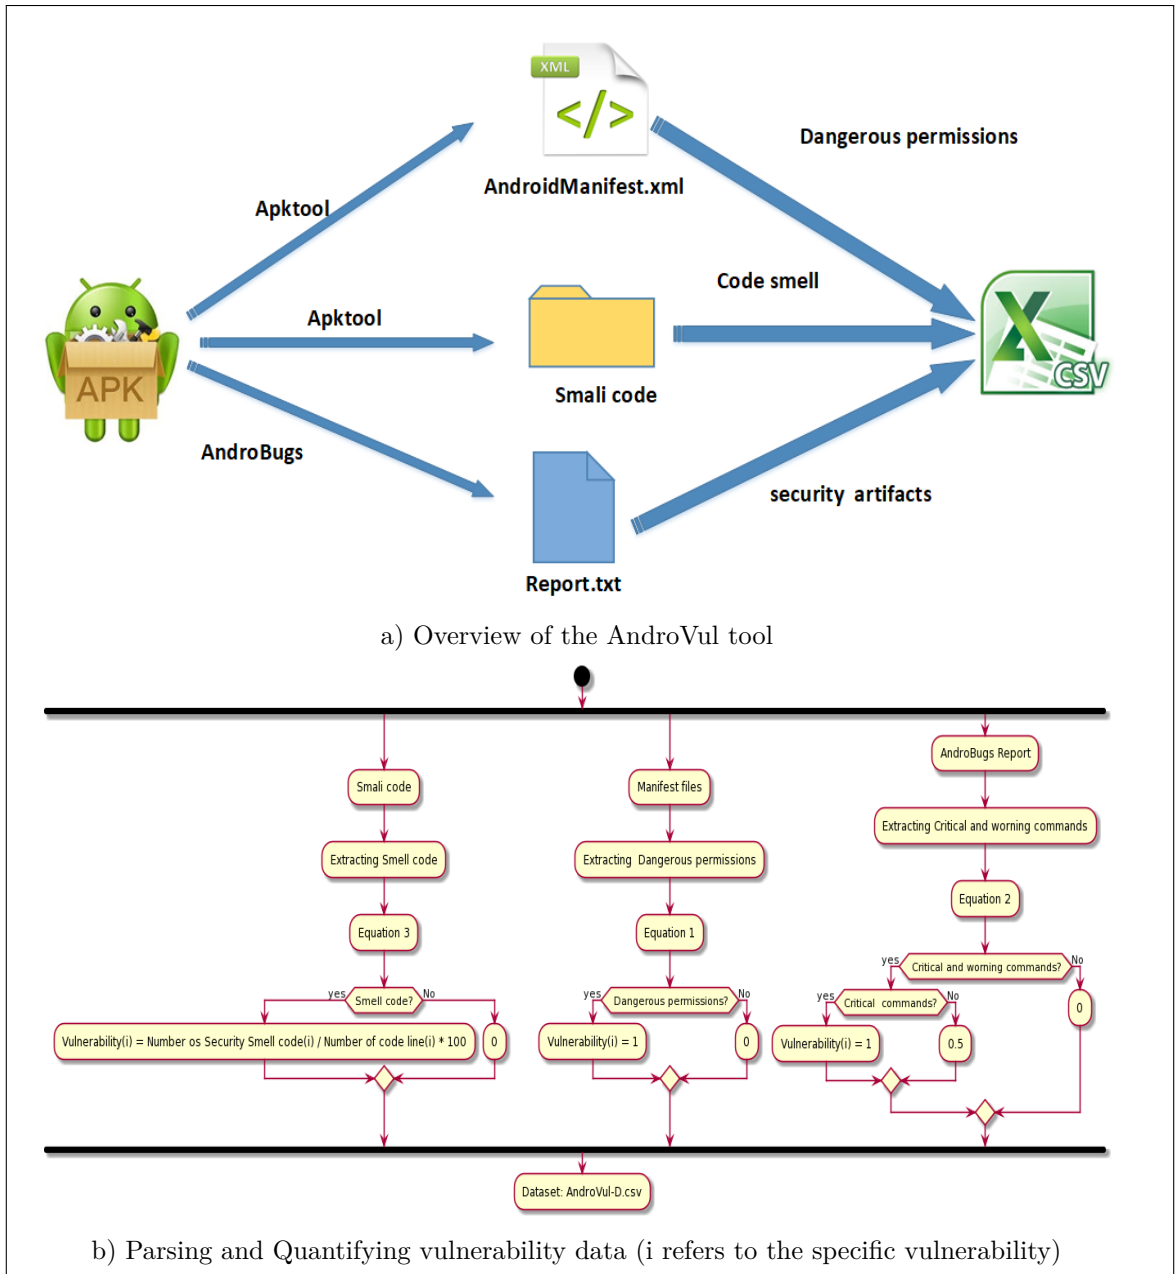 XML
</>
AndroidManifest.xml
Dangerous permissions
Apktool
Apktool
Code smell
APK
X
CSV
Smali code
AndroBugs
security artifacts
Report.txt
a) Overview of the AndroVul tool
Smali code
Extracting Smell code
Equation 3
Smell code?
yes
No
Vulnerability(i) = Number os Security Smell code(i) / Number of code line(i) * 100
0
Manifest files
Extracting Dangerous permissions
Equation 1
Dangerous permissions?
yes
No
Vulnerability(i) = 1
0
AndroBugs Report
Extracting Critical and worning commands
Equation 2
Critical and worning commands?
yes
No
Critical commands?
yes
No
Vulnerability(i) = 1
0.5
0
Dataset: AndroVul-D.csv
b) Parsing and Quantifying vulnerability data (i refers to the specific vulnerability)